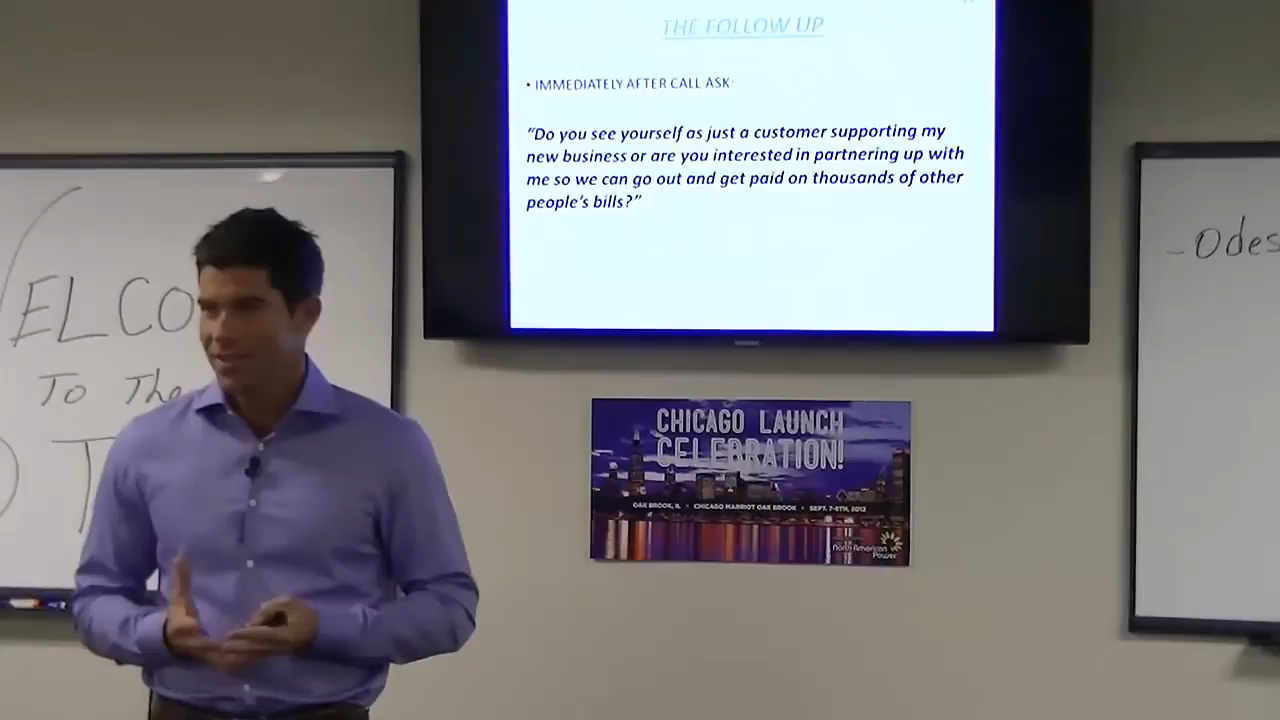 THE FOLLOW UP
• IMMEDIATELY AFTER CALL ASK:
"Do you see yourself as just a customer supporting my
new business or are you interested in partnering up with
me so we can go out and get paid on thousands of other
people's bills?"
ELCO
To The
T
- Odes
CHICAGO LAUNCH
CELEBRATION!
OAK BROOK, IL • CHICAGO MARRIOT OAK BROOK • SEPT. 7-8TH, 2012
North American
Power